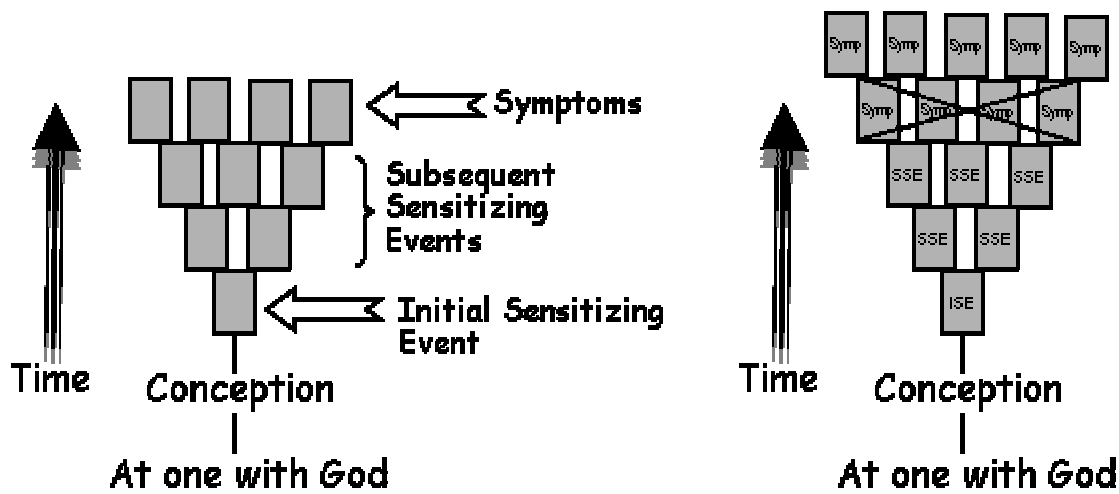 Symptoms
Subsequent
Sensitizing
Events
Initial Sensitizing
Event
Time
Conception
At one with God
Symp Symp Symp Symp Symp
Symp Symp Symp Symp
SSE SSE SSE
SSE SSE
ISE
Time
Conception
At one with God